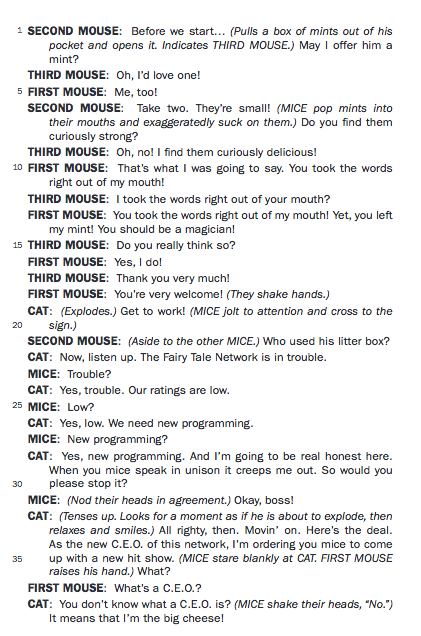 1 SECOND MOUSE: Before we start... (Pulls a box of mints out of his
pocket and opens it. Indicates THIRD MOUSE.) May I offer him a
mint?
THIRD MOUSE: Oh, I'd love one!
5 FIRST MOUSE: Me, too!
SECOND MOUSE: Take two. They're small! (MICE pop mints into
their mouths and exaggeratedly suck on them.) Do you find them
curiously strong?
THIRD MOUSE: Oh, no! I find them curiously delicious!
10 FIRST MOUSE: That's what I was going to say. You took the words
right out of my mouth!
THIRD MOUSE: I took the words right out of your mouth?
FIRST MOUSE: You took the words right out of my mouth! Yet, you left
my mint! You should be a magician!
15 THIRD MOUSE: Do you really think so?
FIRST MOUSE: Yes, I do!
THIRD MOUSE: Thank you very much!
FIRST MOUSE: You're very welcome! (They shake hands.)
CAT: (Explodes.) Get to work! (MICE jolt to attention and cross to the
20 sign.)
SECOND MOUSE: (Aside to the other MICE.) Who used his litter box?
CAT: Now, listen up. The Fairy Tale Network is in trouble.
MICE: Trouble?
CAT: Yes, trouble. Our ratings are low.
25 MICE: Low?
CAT: Yes, low. We need new programming.
MICE: New programming?
CAT: Yes, new programming. And I'm going to be real honest here.
When you mice speak in unison it creeps me out. So would you
30 please stop it?
MICE: (Nod their heads in agreement.) Okay, boss!
CAT: (Tenses up. Looks for a moment as if he is about to explode, then
relaxes and smiles.) All righty, then. Movin' on. Here's the deal.
As the new C.E.O. of this network, I'm ordering you mice to come
35 up with a new hit show. (MICE stare blankly at CAT. FIRST MOUSE
raises his hand.) What?
FIRST MOUSE: What's a C.E.O.?
CAT: You don't know what a C.E.O. is? (MICE shake their heads, "No.")
It means that I'm the big cheese!